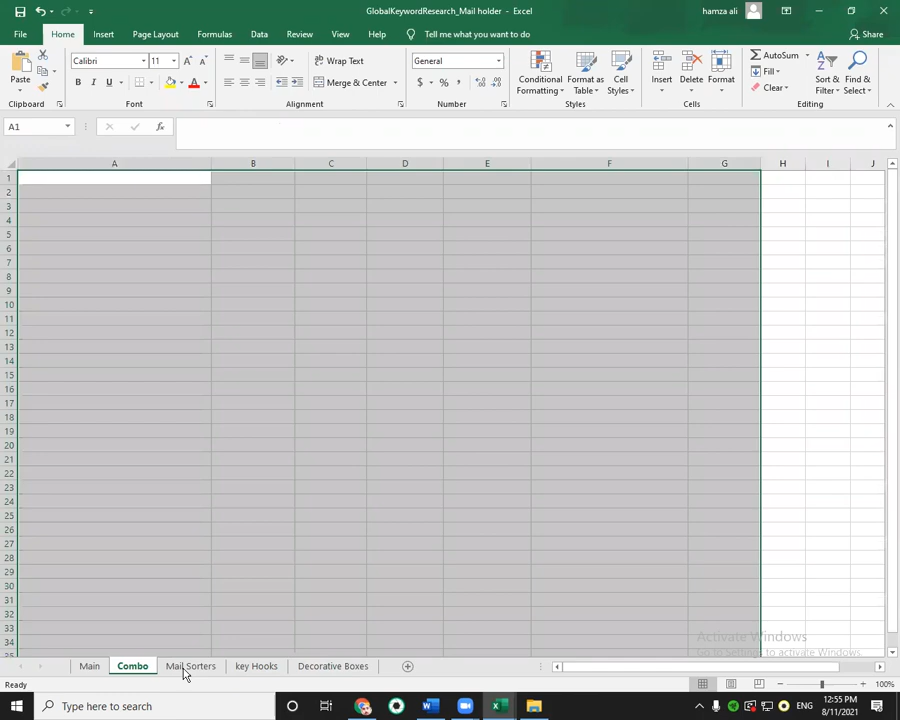 GlobalKeywordResearch_Mail holder - Excel
hamza ali
File Home Insert Page Layout Formulas Data Review View Help Tell me what you want to do Share
Paste
Calibri 11
B I U
Wrap Text
Merge & Center
General
$ % ,
Conditional Formatting
Format as Table
Cell Styles
Insert Delete Format
AutoSum
Fill
Clear
Sort & Filter
Find & Select
Clipboard Font Alignment Number Styles Cells Editing
A1 fx
A B C D E F G H I J
1
2
3
4
5
6
7
8
9
10
11
12
13
14
15
16
17
18
19
20
21
22
23
24
25
26
27
28
29
30
31
32
33
34
Activate Windows
Go to Settings to activate Windows.
Main Combo Mail Sorters key Hooks Decorative Boxes
Ready 100%
Type here to search
ENG
12:55 PM
8/11/2021